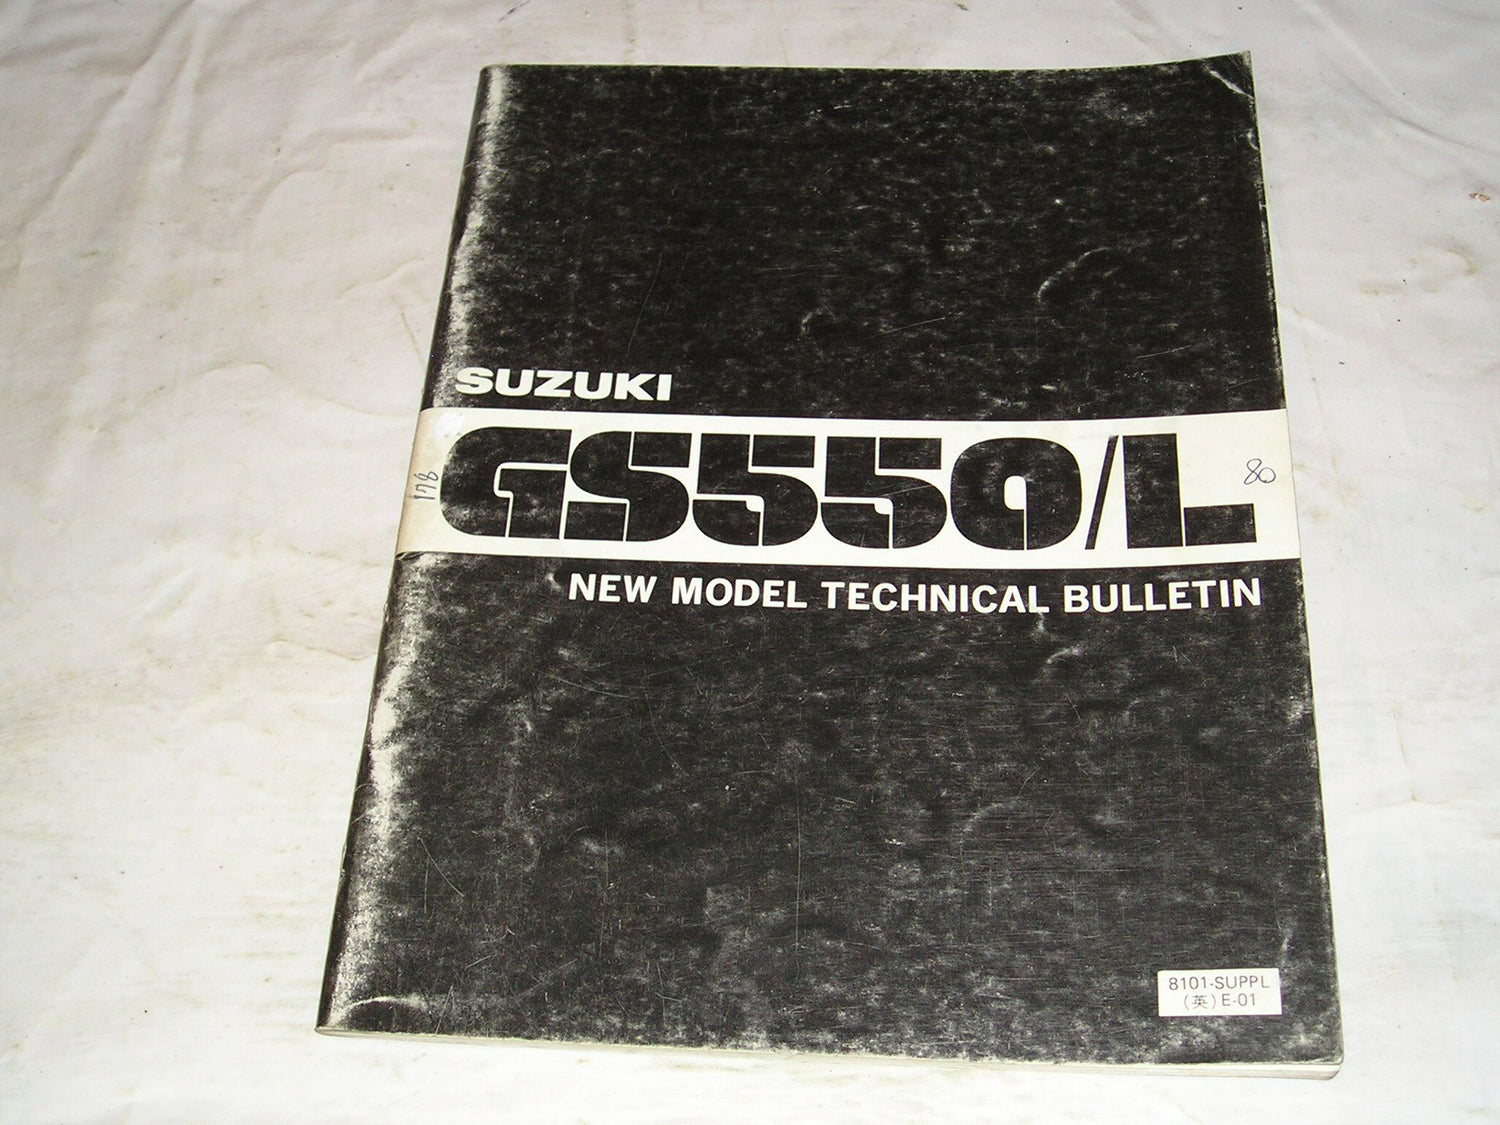 SUZUKI
GS550/L
178
80
NEW MODEL TECHNICAL BULLETIN
8101-SUPPL
(英) E-01